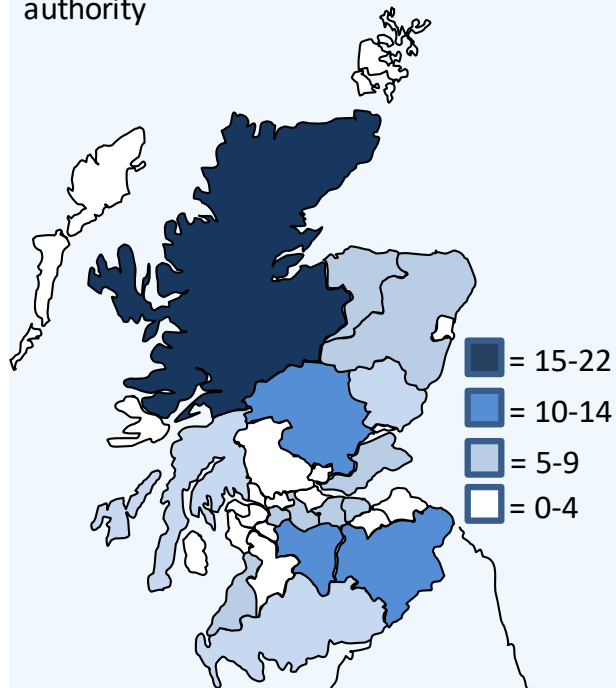 authority
= 15-22
= 10-14
= 5-9
= 0-4